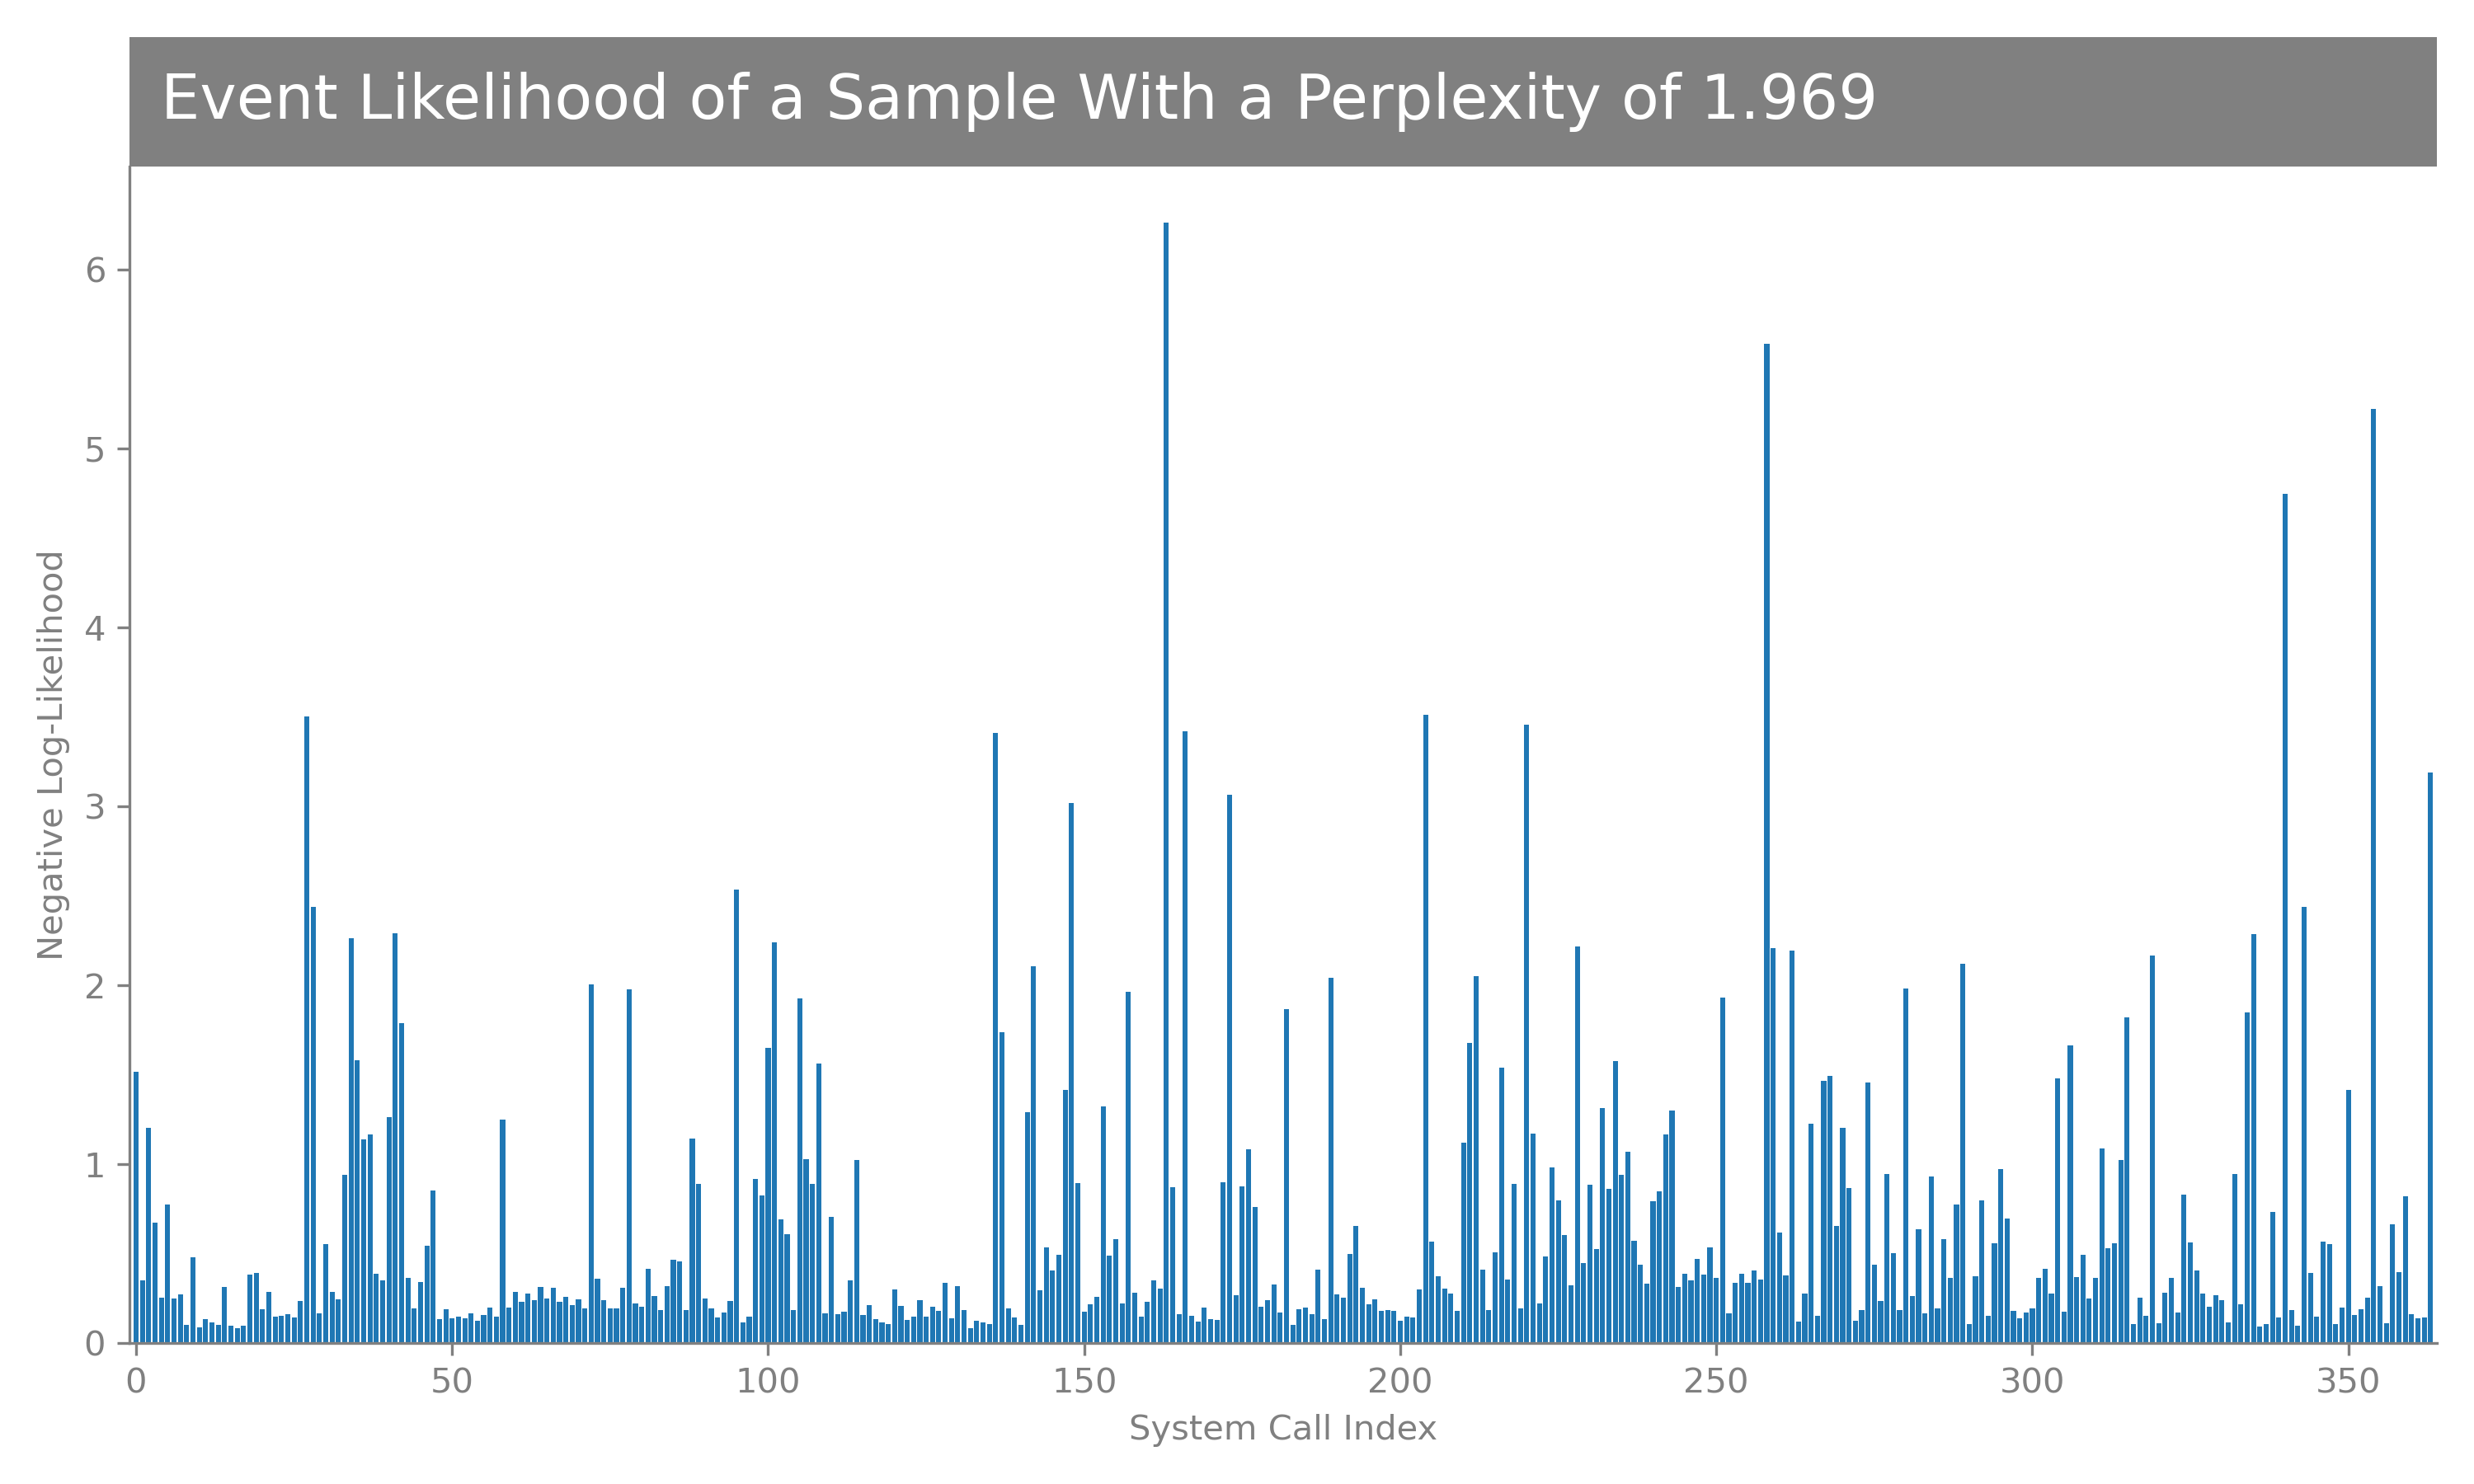 Event Likelihood of a Sample With a Perplexity of 1.969
6
5
4
3
2
1
0
Negative Log-Likelihood
0 50 100 150 200 250 300 350
System Call Index